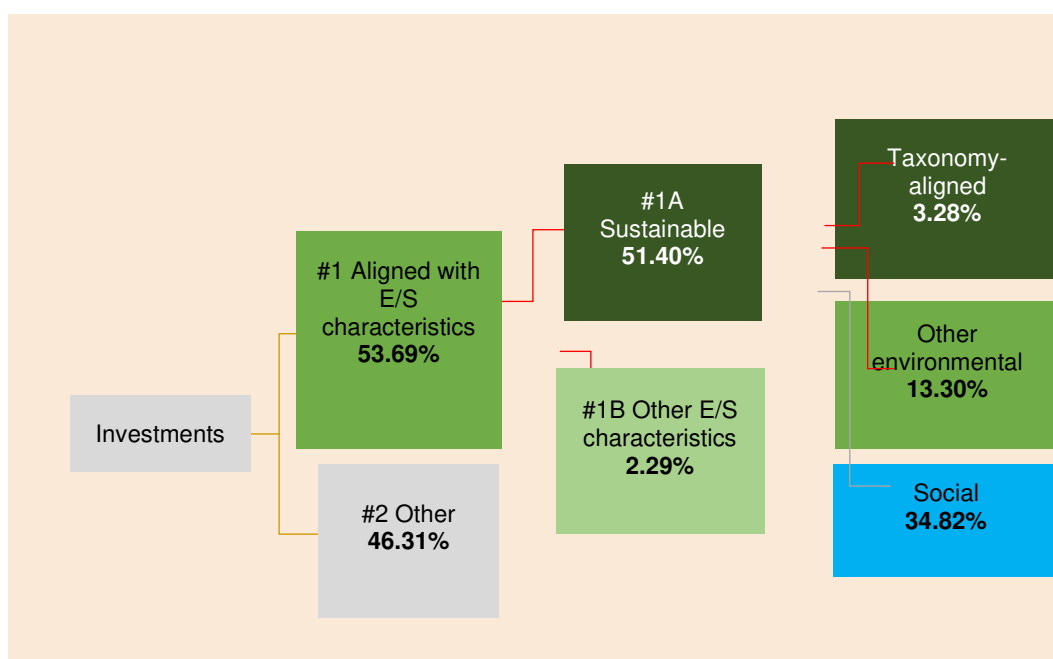 Investments
#1 Aligned with
E/S
characteristics
53.69%
#2 Other
46.31%
#1A
Sustainable
51.40%
#1B Other E/S
characteristics
2.29%
Taxonomy-
aligned
3.28%
Other
environmental
13.30%
Social
34.82%